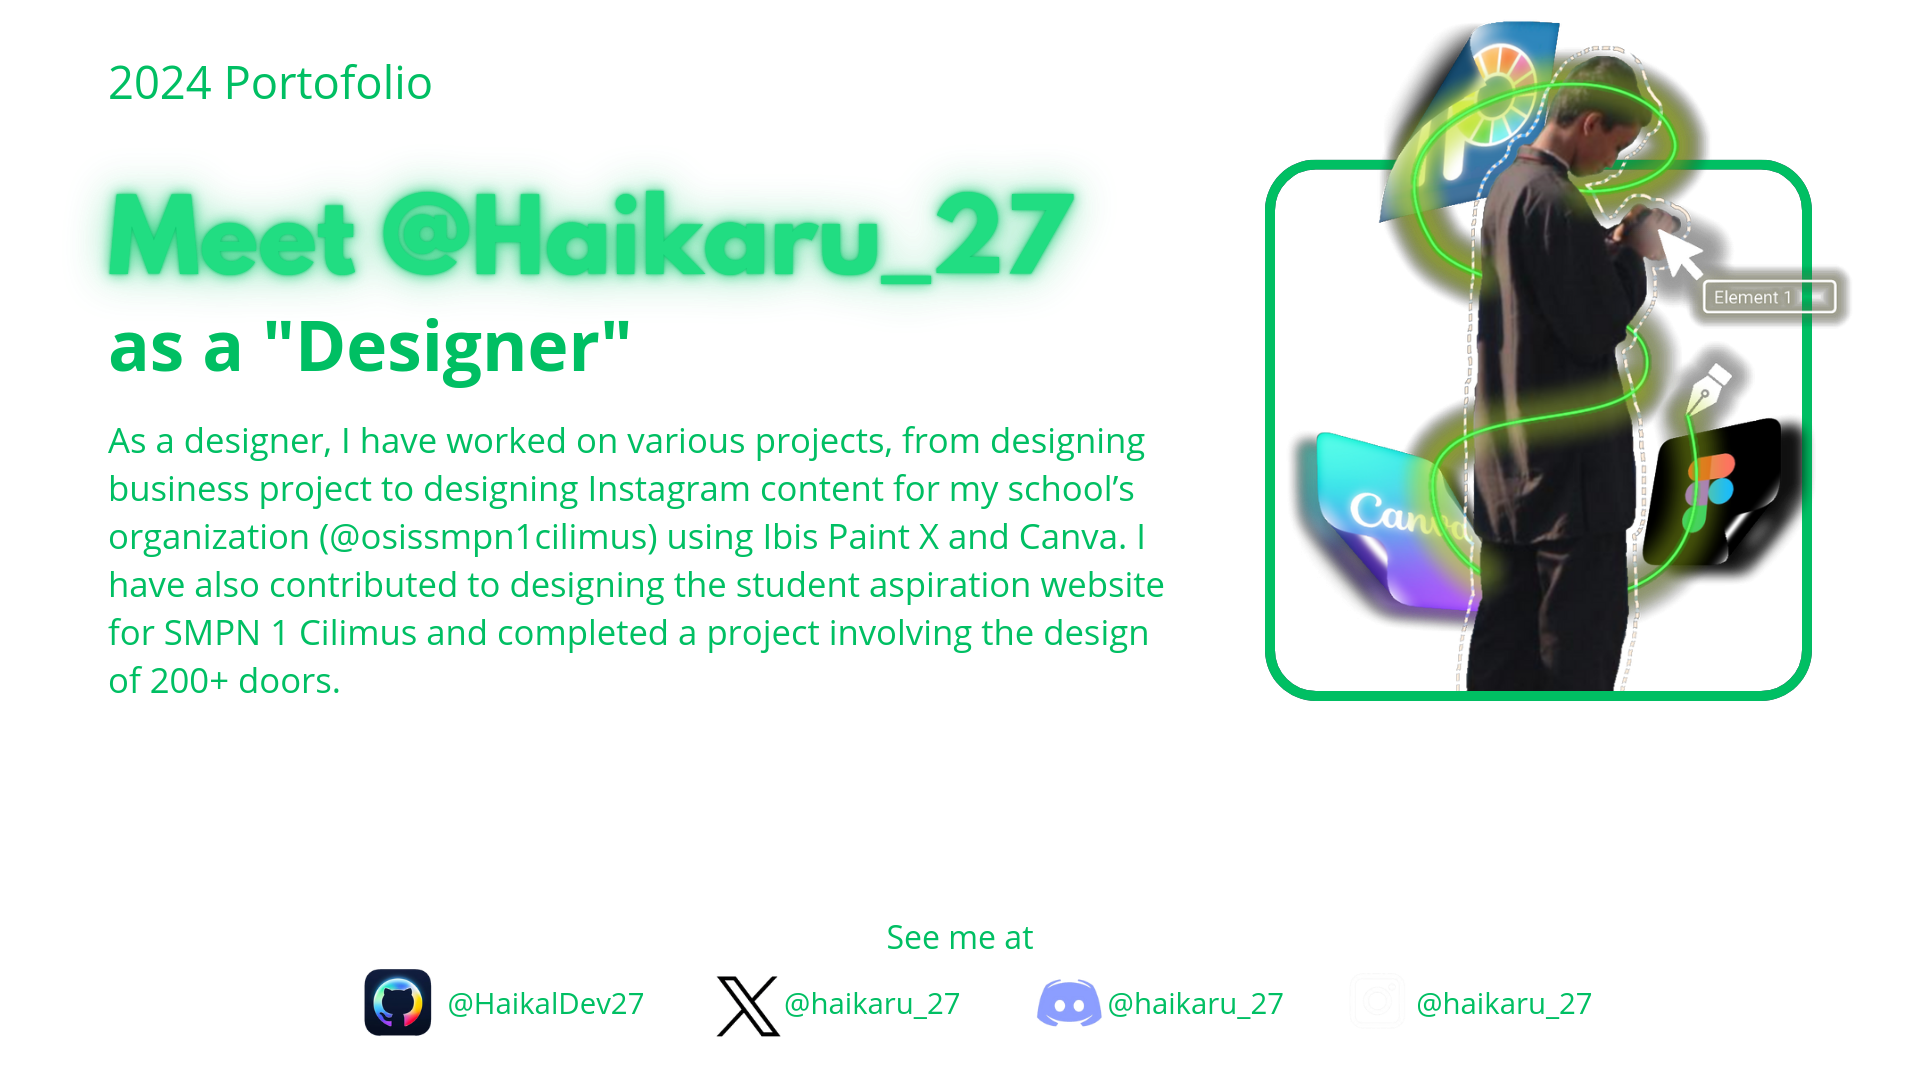 2024 Portofolio
Meet @Haikaru_27
as a "Designer"
As a designer, I have worked on various projects, from designing
business project to designing Instagram content for my school’s
organization (@osissmpn1cilimus) using Ibis Paint X and Canva. I
have also contributed to designing the student aspiration website
for SMPN 1 Cilimus and completed a project involving the design
of 200+ doors.
Element 1
Canva
See me at
@HaikalDev27
@haikaru_27
@haikaru_27
@haikaru_27